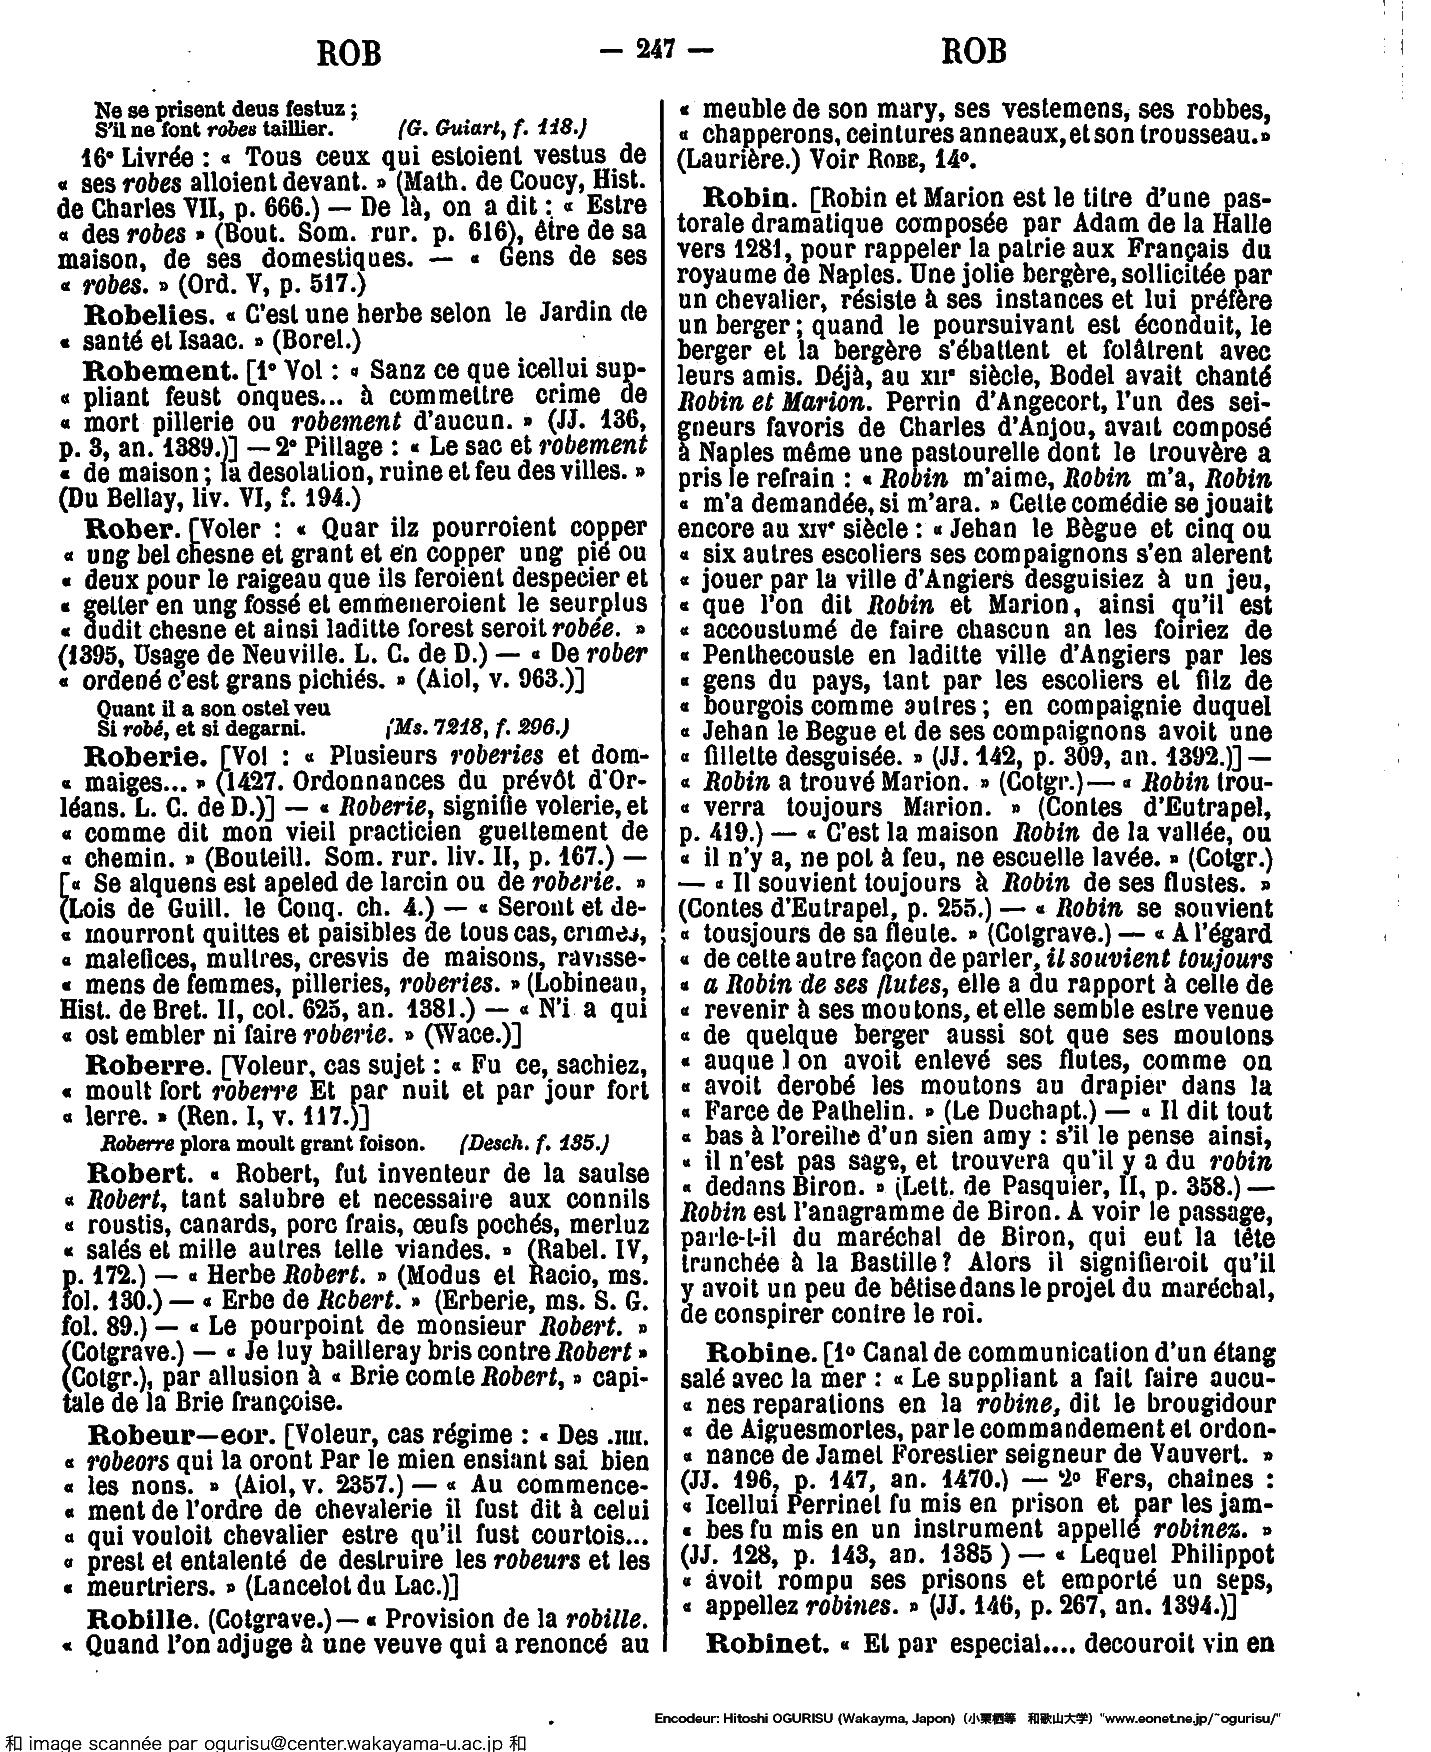 ROB — 247 — ROB
Ne se prisent deus festuz ;
S'il ne font robes taillier. (G. Guiart, f. 118.)
16° Livrée : « Tous ceux qui estoient vestus de
« ses robes alloient devant. » (Math. de Coucy, Hist.
de Charles VII, p. 666.) — De là, on a dit : « Estre
« des robes » (Bout. Som. rur. p. 616), être de sa
maison, de ses domestiques. — « Gens de ses
« robes. » (Ord. V, p. 517.)
Robelies. « C'est une herbe selon le Jardin de
« santé et Isaac. » (Borel.)
Robement. [1° Vol : « Sanz ce que icellui sup-
« pliant feust onques... à commettre crime de
« mort pillerie ou robement d'aucun. » (JJ. 136,
p. 3, an. 1389.)] — 2° Pillage : « Le sac et robement
« de maison ; la desolation, ruine et feu des villes. »
(Du Bellay, liv. VI, f. 194.)
Rober. [Voler : « Quar ilz pourroient copper
« ung bel chesne et grant et en copper ung pié ou
« deux pour le raigeau que ils feroient despecier et
« getter en ung fossé et emmeneroient le seurplus
« dudit chesne et ainsi laditte forest seroit robée. »
(1395, Usage de Neuville. L. C. de D.) — « De rober
« ordené c'est grans pichiés. » (Aiol, v. 963.)]
Quant il a son ostel veu
Si robé, et si degarni. (Ms. 7218, f. 296.)
Roberie. [Vol : « Plusieurs roberies et dom-
« maiges... » (1427. Ordonnances du prévôt d'Or-
léans. L. C. de D.)] — « Roberie, signifie volerie, et
« comme dit mon vieil practicien guettement de
« chemin. » (Bouteill. Som. rur. liv. II, p. 167.) —
[« Se alquens est apeled de larcin ou de roberie. »
(Lois de Guill. le Conq. ch. 4.) — « Seront et de-
« mourront quittes et paisibles de tous cas, crimes,
« malefices, multres, cresvis de maisons, ravisse-
« mens de femmes, pilleries, roberies. » (Lobineau,
Hist. de Bret. II, col. 625, an. 1381.) — « N'i a qui
« ost embler ni faire roberie. » (Wace.)]
Roberre. [Voleur, cas sujet : « Fu ce, sachiez,
« moult fort roberre Et par nuit et par jour fort
« lerre. » (Ren. I, v. 117.)]
Roberre plora moult grant foison. (Desch. f. 135.)
Robert. « Robert, fut inventeur de la saulse
« Robert, tant salubre et necessaire aux connils
« roustis, canards, porc frais, œufs pochés, merluz
« salés et mille autres telle viandes. » (Rabel. IV,
p. 172.) — « Herbe Robert. » (Modus et Racio, ms.
fol. 130.) — « Erbe de Robert. » (Erberie, ms. S. G.
fol. 89.) — « Le pourpoint de monsieur Robert. »
(Cotgrave.) — « Je luy bailleray bris contre Robert »
(Cotgr.), par allusion à « Brie comte Robert, » capi-
tale de la Brie françoise.
Robeur—eor. [Voleur, cas régime : « Des .IIII.
« robeors qui la oront Par le mien ensiant sai bien
« les nons. » (Aiol, v. 2357.) — « Au commence-
« ment de l'ordre de chevalerie il fust dit à celui
« qui vouloit chevalier estre qu'il fust courtois...
« prest et entalenté de destruire les robeurs et les
« meurtriers. » (Lancelot du Lac.)]
Robille. (Cotgrave.) — « Provision de la robille.
« Quand l'on adjuge à une veuve qui a renoncé au
« meuble de son mary, ses vestemens, ses robbes,
« chapperons, ceintures anneaux, et son trousseau. »
(Laurière.) Voir ROBE, 14°.
Robin. [Robin et Marion est le titre d'une pas-
torale dramatique composée par Adam de la Halle
vers 1281, pour rappeler la patrie aux Français du
royaume de Naples. Une jolie bergère, sollicitée par
un chevalier, résiste à ses instances et lui préfère
un berger ; quand le poursuivant est éconduit, le
berger et la bergère s'ébattent et folâtrent avec
leurs amis. Déjà, au XIIe siècle, Bodel avait chanté
Robin et Marion. Perrin d'Angecort, l'un des sei-
gneurs favoris de Charles d'Anjou, avait composé
à Naples même une pastourelle dont le trouvère a
pris le refrain : « Robin m'aime, Robin m'a, Robin
« m'a demandée, si m'ara. » Cette comédie se jouait
encore au XIVe siècle : « Jehan le Bègue et cinq ou
« six autres escoliers ses compaignons s'en alerent
« jouer par la ville d'Angiers desguisiez à un jeu,
« que l'on dit Robin et Marion, ainsi qu'il est
« accoustumé de faire chascun an les foiriez de
« Penthecouste en laditte ville d'Angiers par les
« gens du pays, tant par les escoliers et filz de
« bourgois comme autres ; en compaignie duquel
« Jehan le Begue et de ses compaignons avoit une
« fillette desguisée. » (JJ. 142, p. 309, an. 1392.)] —
« Robin a trouvé Marion. » (Cotgr.) — « Robin trou-
« verra toujours Marion. » (Contes d'Eutrapel,
p. 419.) — « C'est la maison Robin de la vallée, ou
« il n'y a, ne pot à feu, ne escuelle lavée. » (Cotgr.)
— « Il souvient toujours à Robin de ses flustes. »
(Contes d'Eutrapel, p. 255.) — « Robin se souvient
« tousjours de sa fleute. » (Cotgrave.) — « A l'égard
« de cette autre façon de parler, il souvient toujours
« a Robin de ses flutes, elle a du rapport à celle de
« revenir à ses moutons, et elle semble estre venue
« de quelque berger aussi sot que ses moutons
« auque l on avoit enlevé ses flutes, comme on
« avoit derobé les moutons au drapier dans la
« Farce de Pathelin. » (Le Duchapt.) — « Il dit tout
« bas à l'oreille d'un sien amy : s'il le pense ainsi,
« il n'est pas sage, et trouvera qu'il y a du robin
« dedans Biron. » (Lett. de Pasquier, II, p. 358.) —
Robin est l'anagramme de Biron. A voir le passage,
parle-t-il du maréchal de Biron, qui eut la tête
tranchée à la Bastille ? Alors il signifieroit qu'il
y avoit un peu de bêtise dans le projet du maréchal,
de conspirer contre le roi.
Robine. [1° Canal de communication d'un étang
salé avec la mer : « Le suppliant a fait faire aucu-
« nes reparations en la robine, dit le brougidour
« de Aiguesmortes, par le commandement et ordon-
« nance de Jamet Forestier seigneur de Vauvert. »
(JJ. 196, p. 147, an. 1470.) — 2° Fers, chaînes :
« Icellui Perrinet fu mis en prison et par les jam-
« bes fu mis en un instrument appellé robinez. »
(JJ. 128, p. 143, an. 1385 ) — « Lequel Philippot
« avoit rompu ses prisons et emporté un seps,
« appellez robines. » (JJ. 146, p. 267, an. 1394.)]
Robinet. « Et par especial.... decouroit vin en
Encodeur: Hitoshi OGURISU (Wakayma, Japon) (小栗栖等 和歌山大学) "www.eonet.ne.jp/~ogurisu/"
和 image scannée par ogurisu@center.wakayama-u.ac.jp 和